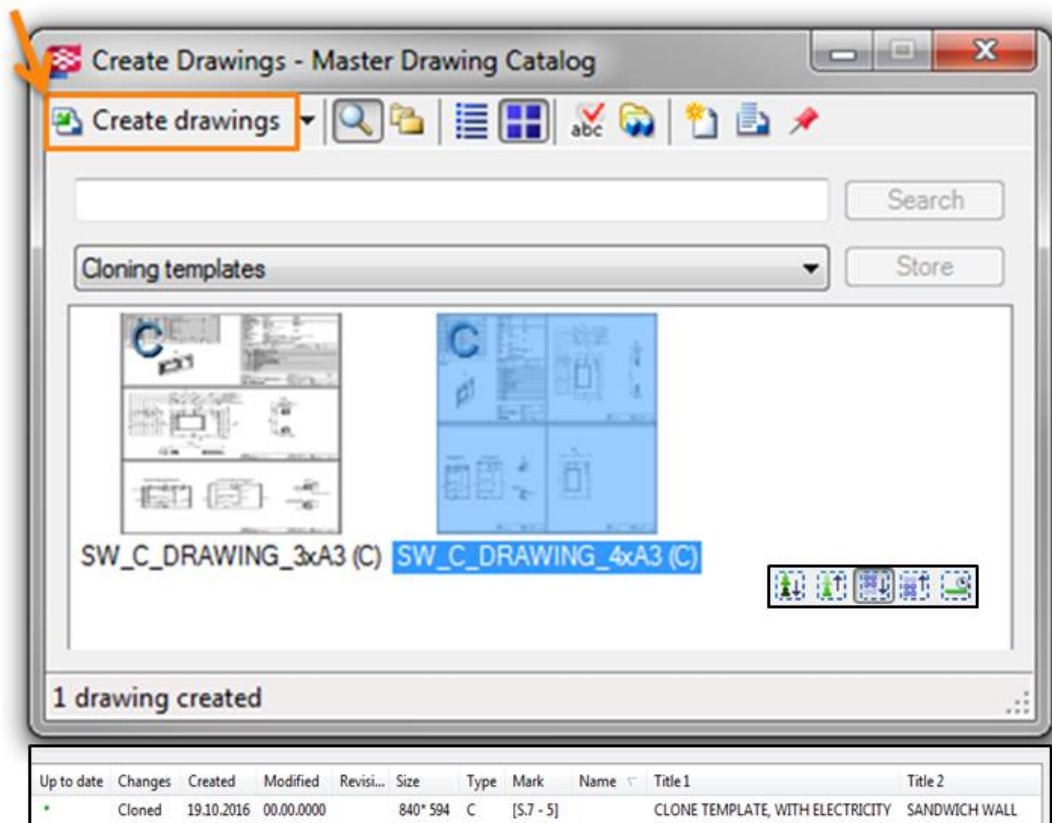 Create Drawings - Master Drawing Catalog
Create drawings
abc
Search
Cloning templates
Store
C C
SW_C_DRAWING_3xA3 (C) SW_C_DRAWING_4xA3 (C)
1 drawing created
Up to date Changes Created Modified Revisi... Size Type Mark Name Title 1 Title 2
Cloned 19.10.2016 00.00.0000 840* 594 C [S.7 - 5] CLONE TEMPLATE, WITH ELECTRICITY SANDWICH WALL